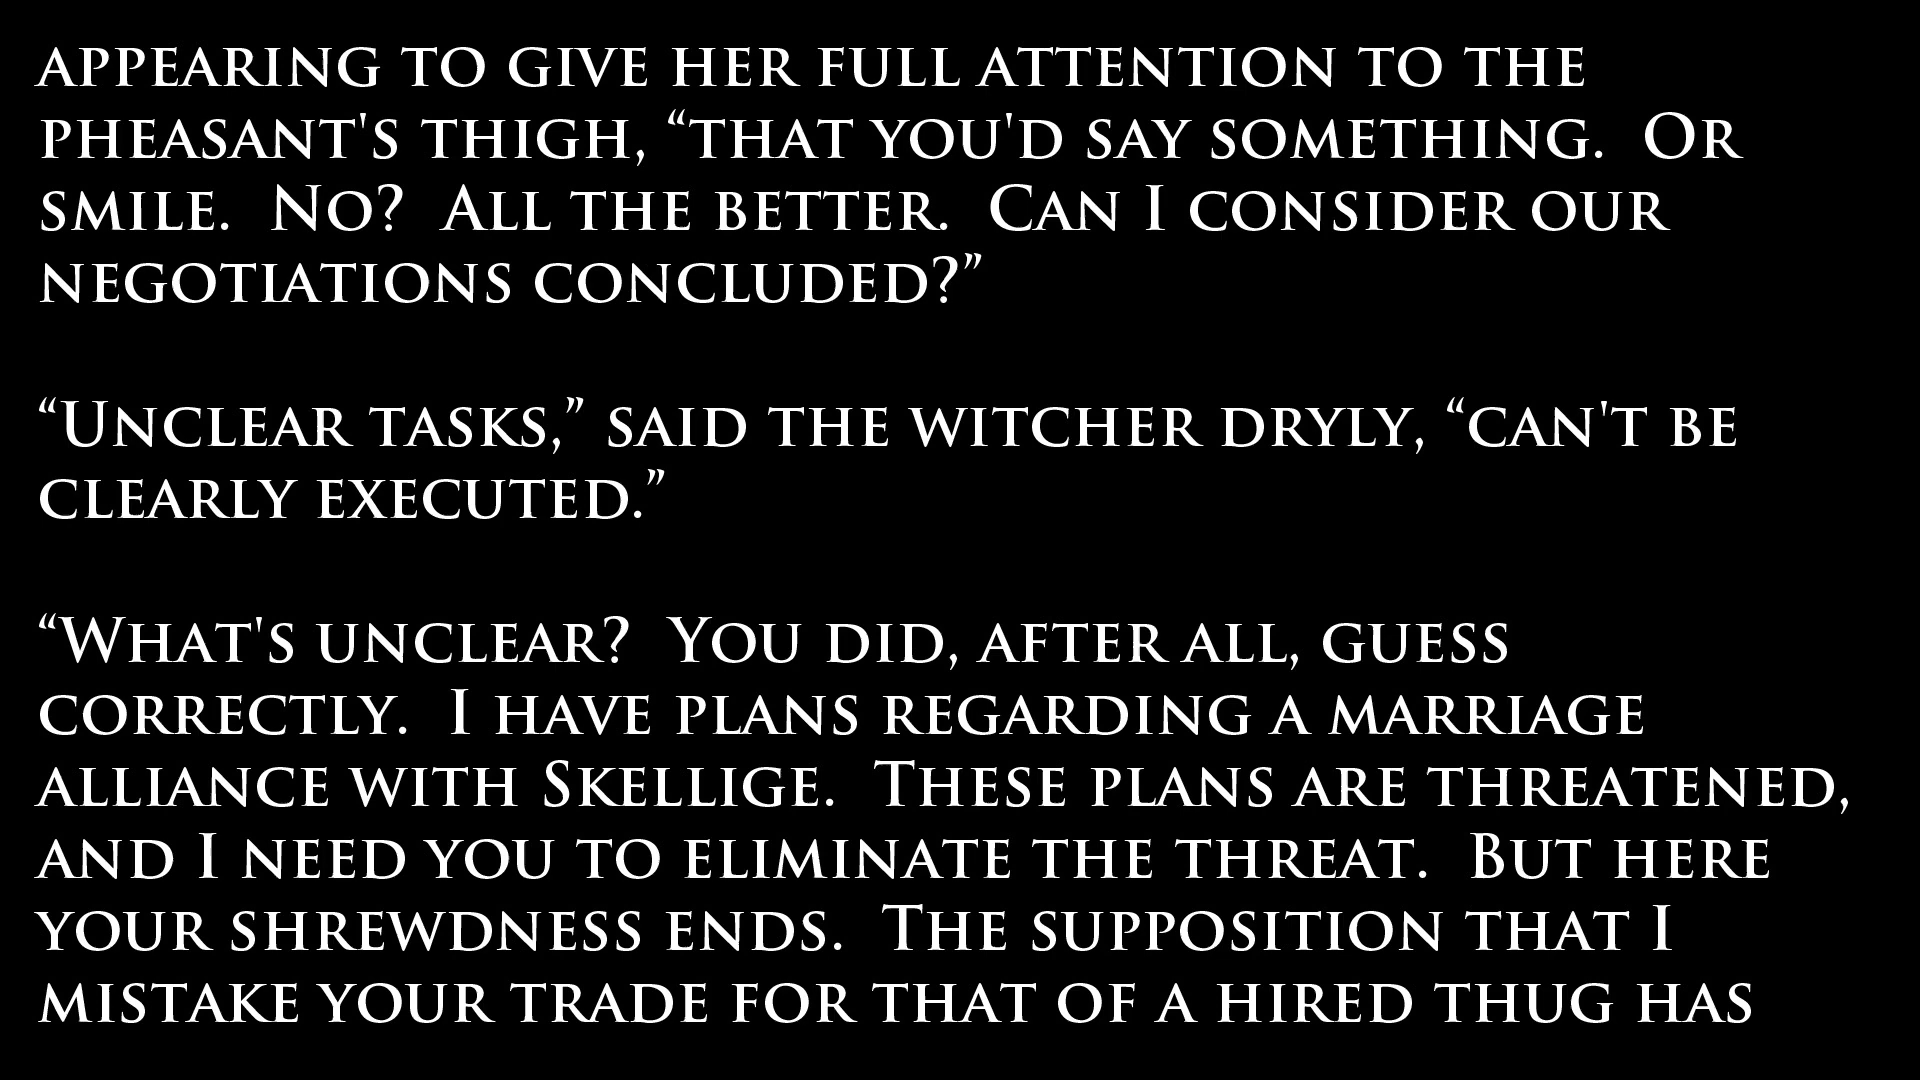 appearing to give her full attention to the
pheasant's thigh, “that you'd say something.  Or
smile.  No?  All the better.  Can I consider our
negotiations concluded?”
“Unclear tasks,” said the witcher dryly, “can't be
clearly executed.”
“What's unclear?  You did, after all, guess
correctly.  I have plans regarding a marriage
alliance with Skellige.  These plans are threatened,
and I need you to eliminate the threat.  But here
your shrewdness ends.  The supposition that I
mistake your trade for that of a hired thug has